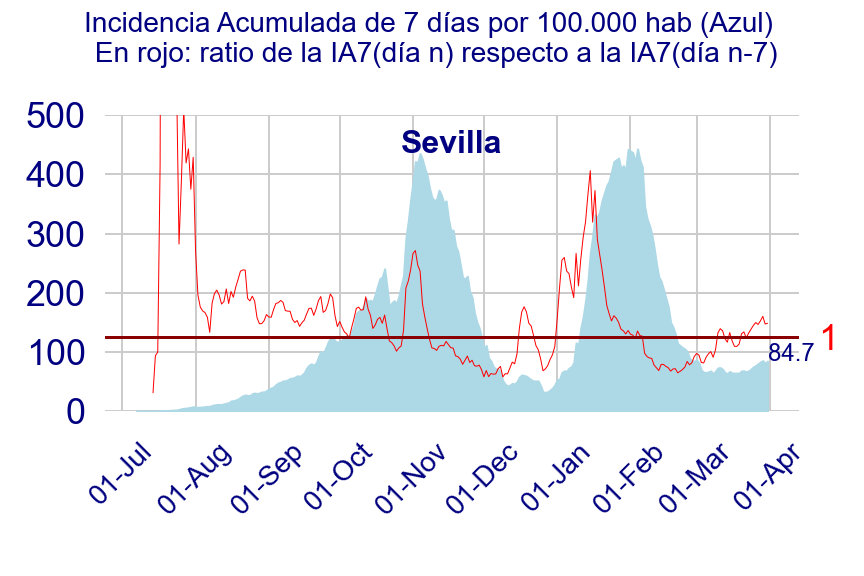 Incidencia Acumulada de 7 días por 100.000 hab (Azul)
En rojo: ratio de la IA7(día n) respecto a la IA7(día n-7)
Sevilla
500
400
300
200
100
0
1
84.7
01-Jul
01-Aug
01-Sep
01-Oct
01-Nov
01-Dec
01-Jan
01-Feb
01-Mar
01-Apr